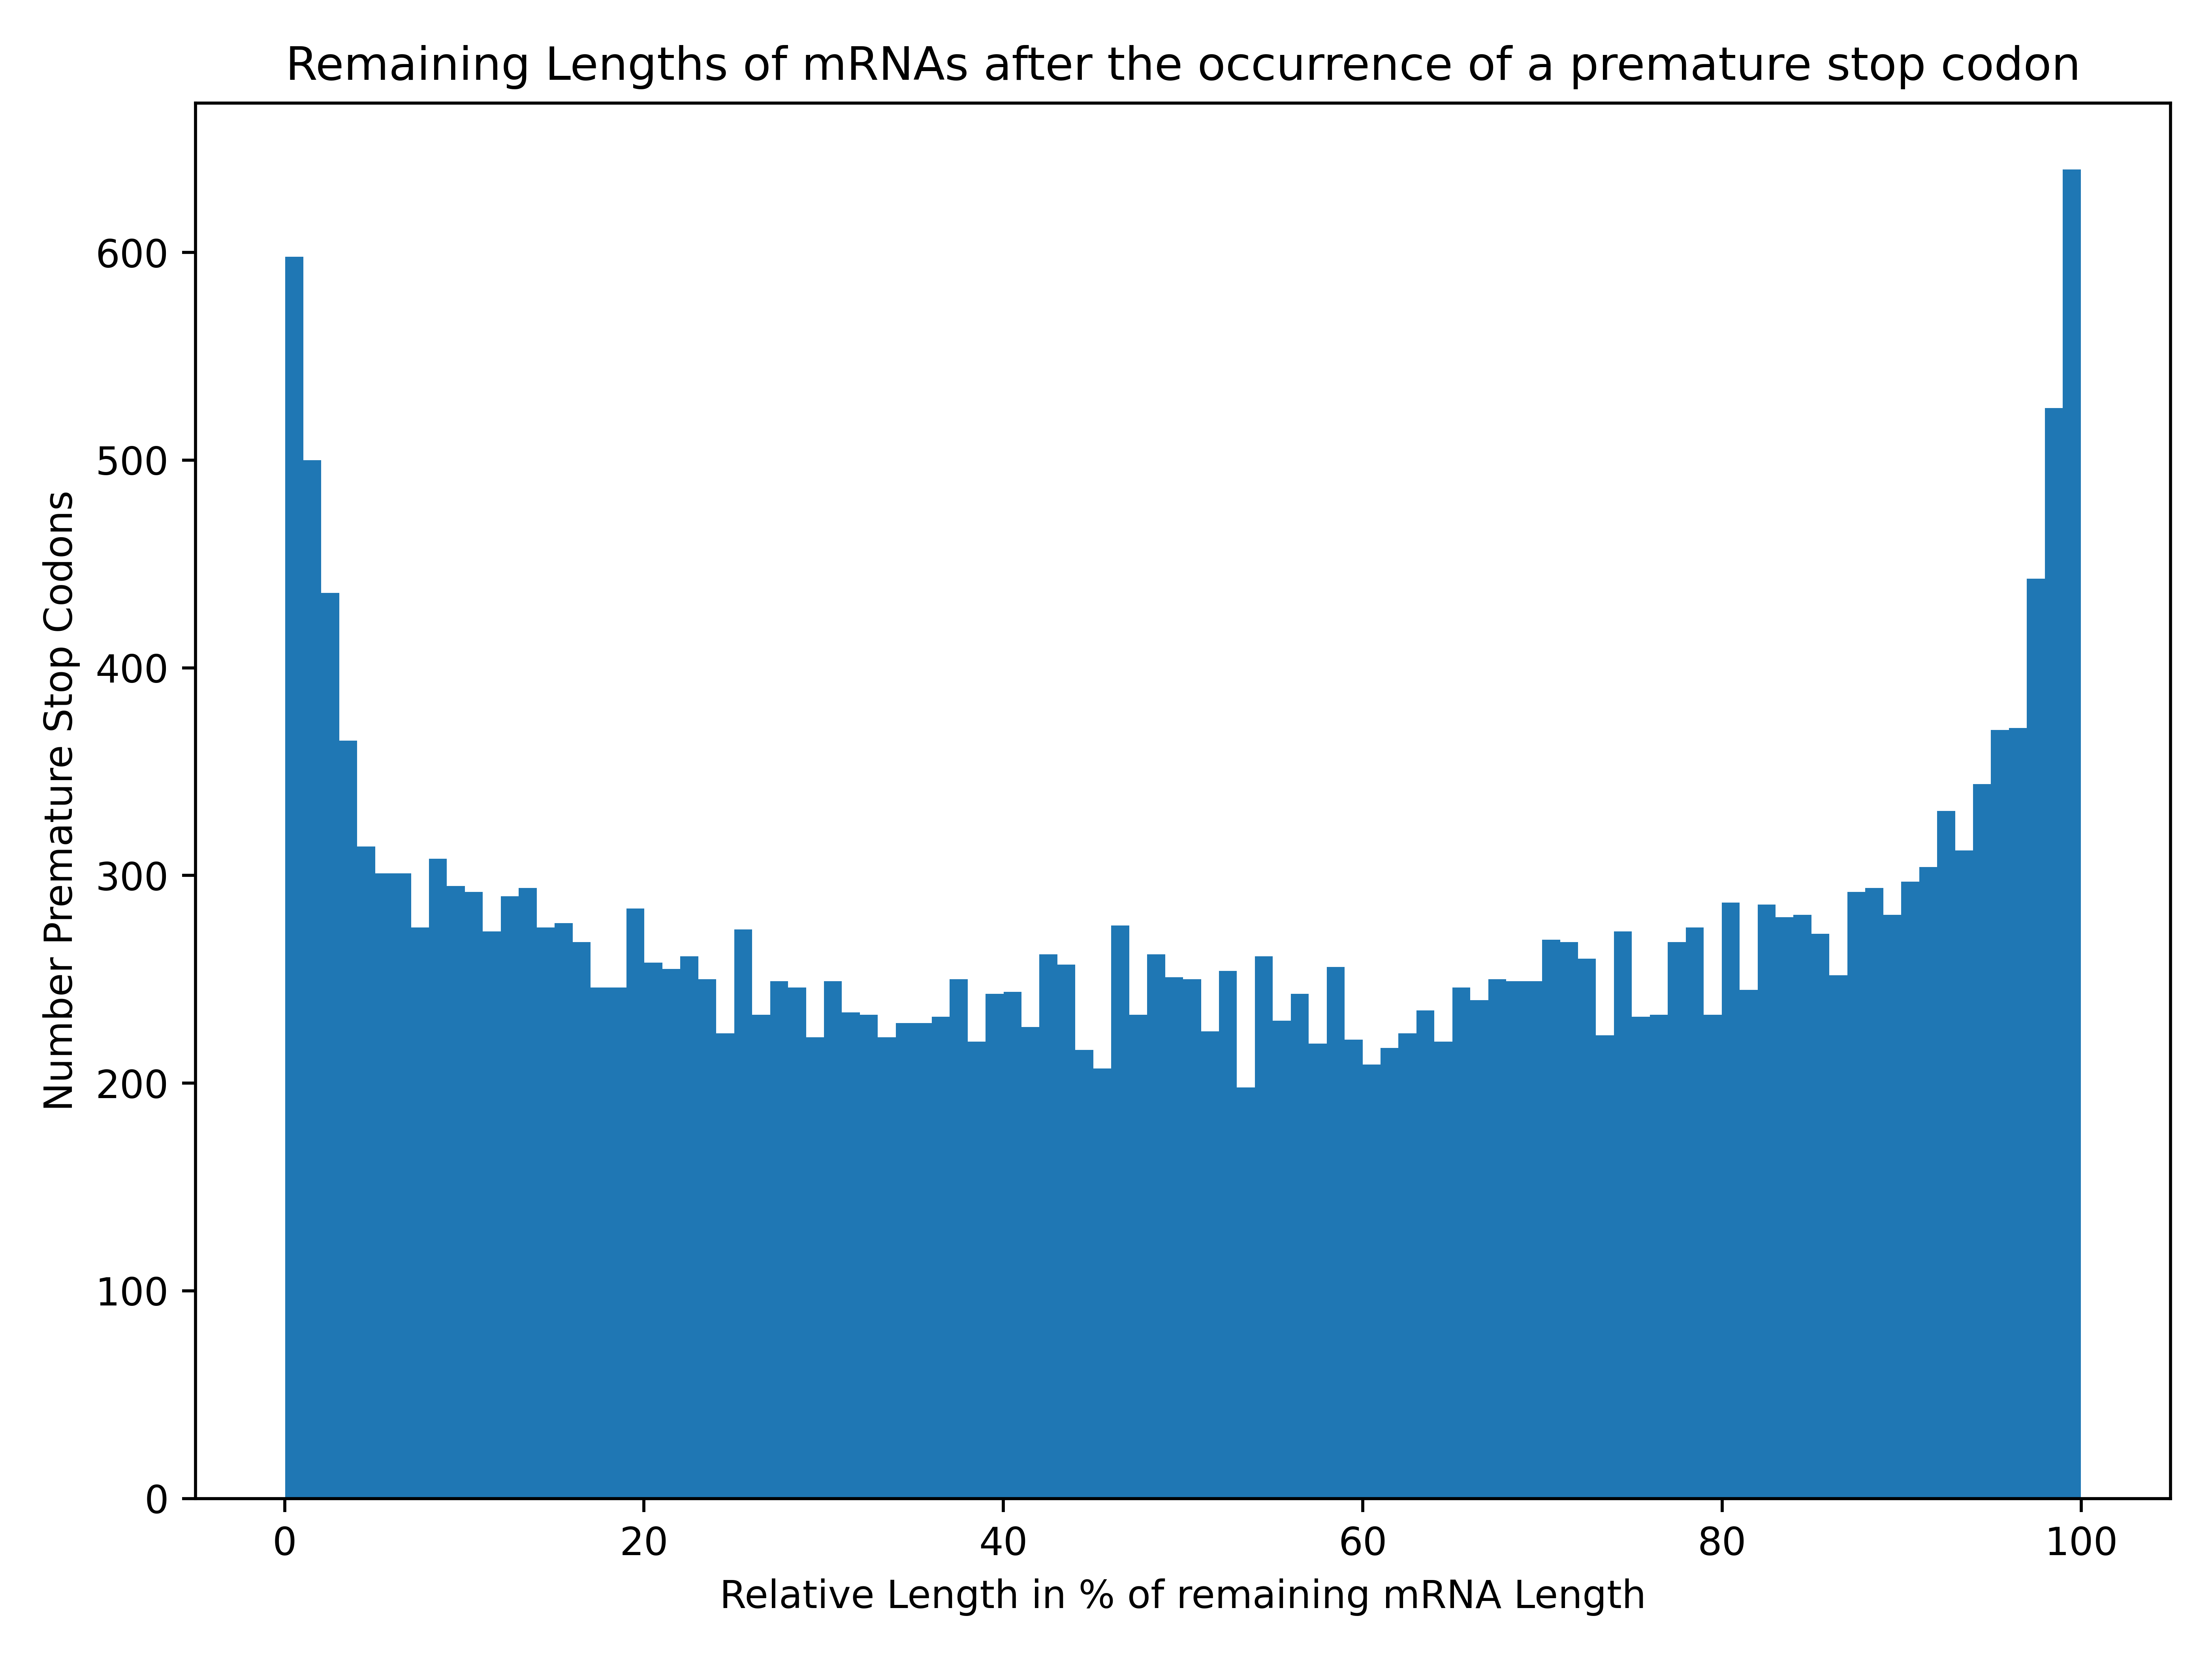 Remaining Lengths of mRNAs after the occurrence of a premature stop codon
Number Premature Stop Codons
600
500
400
300
200
100
0
0 20 40 60 80 100
Relative Length in % of remaining mRNA Length